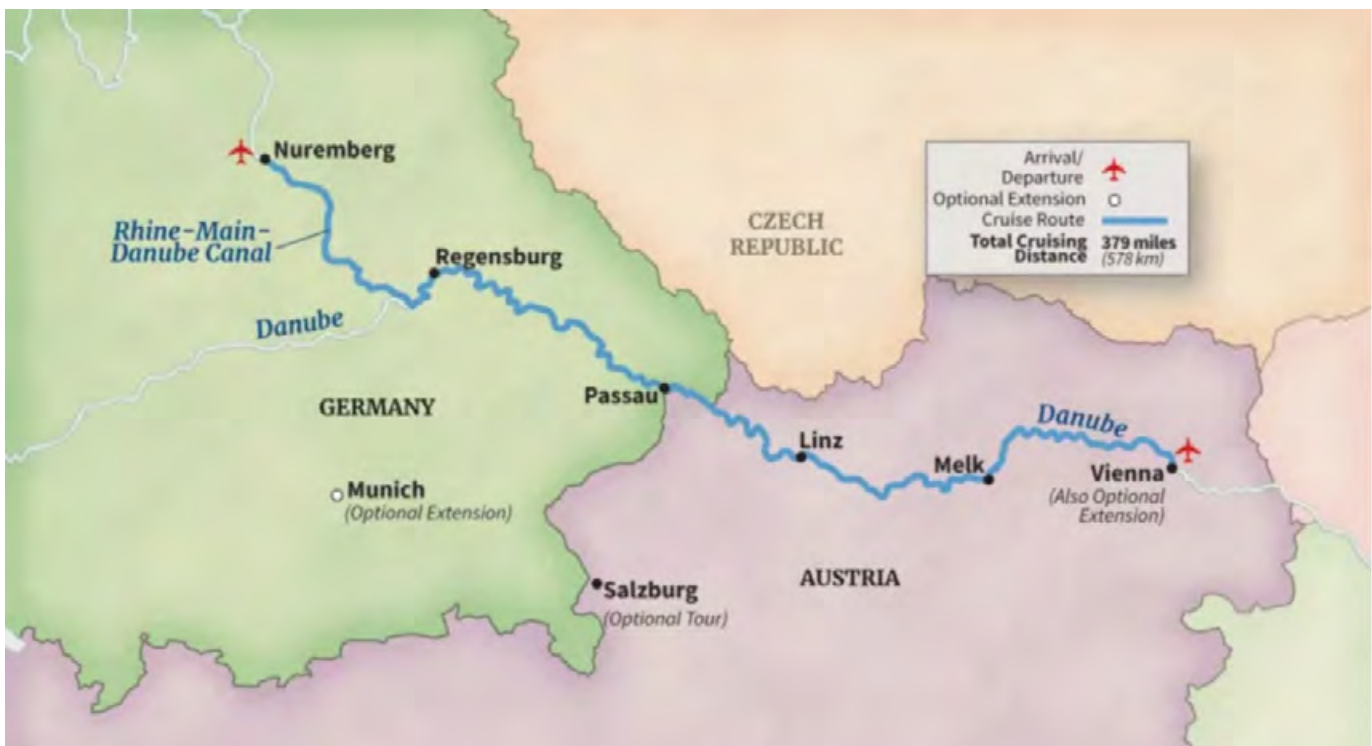 Nuremberg
Rhine-Main-
Danube Canal
Regensburg
Danube
GERMANY
Passau
Munich
(Optional Extension)
Salzburg
(Optional Tour)
CZECH
REPUBLIC
Arrival/
Departure
Optional Extension
Cruise Route
Total Cruising 379 miles
Distance (578 km)
Linz
Melk
Danube
Vienna
(Also Optional
Extension)
AUSTRIA